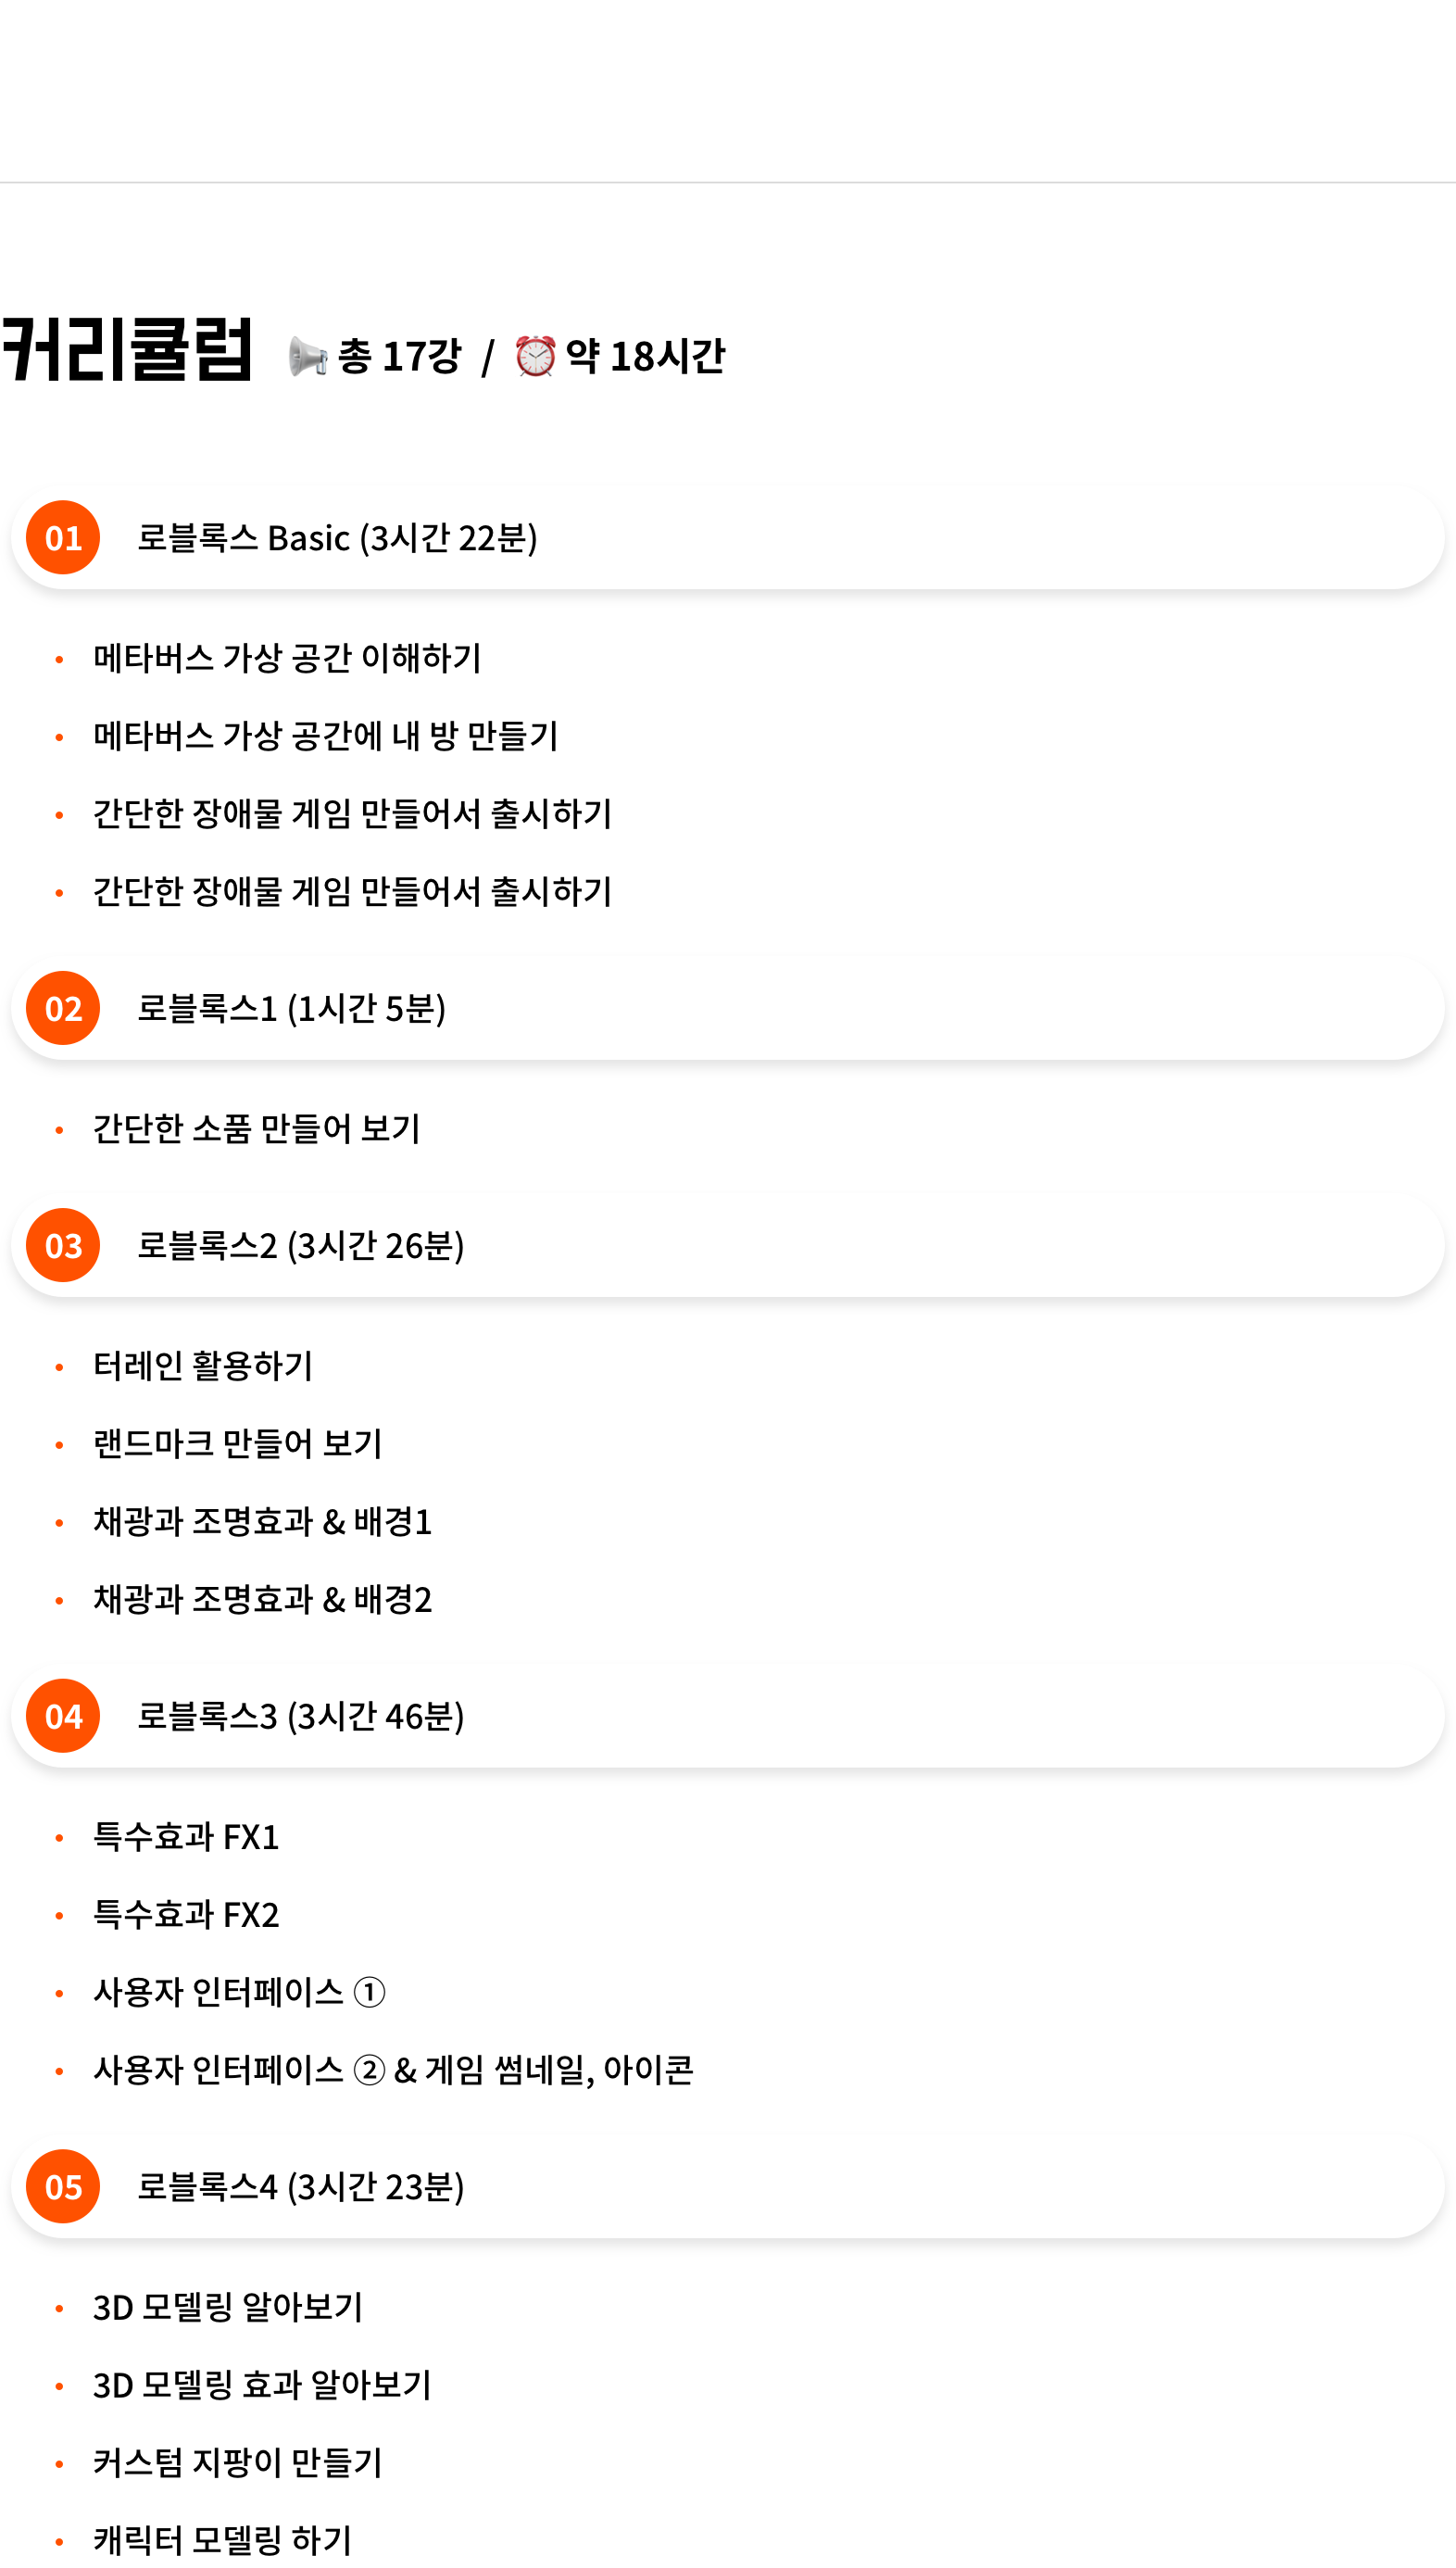 커리큘럼 총 17강 / 약 18시간
01 로블록스 Basic (3시간 22분)
• 메타버스 가상 공간 이해하기
• 메타버스 가상 공간에 내 방 만들기
• 간단한 장애물 게임 만들어서 출시하기
• 간단한 장애물 게임 만들어서 출시하기
02 로블록스1 (1시간 5분)
• 간단한 소품 만들어 보기
03 로블록스2 (3시간 26분)
• 터레인 활용하기
• 랜드마크 만들어 보기
• 채광과 조명효과 & 배경1
• 채광과 조명효과 & 배경2
04 로블록스3 (3시간 46분)
• 특수효과 FX1
• 특수효과 FX2
• 사용자 인터페이스 ①
• 사용자 인터페이스 ② & 게임 썸네일, 아이콘
05 로블록스4 (3시간 23분)
• 3D 모델링 알아보기
• 3D 모델링 효과 알아보기
• 커스텀 지팡이 만들기
• 캐릭터 모델링 하기